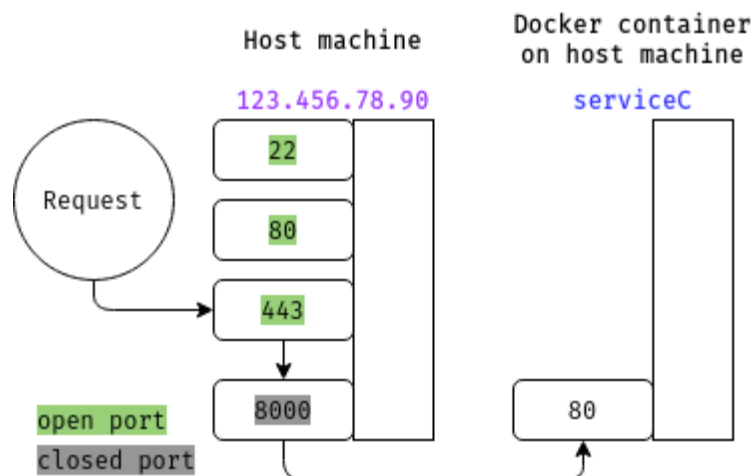 Host machine
Docker container
on host machine
123.456.78.90
serviceC
22
Request
80
443
8000
80
open port
closed port